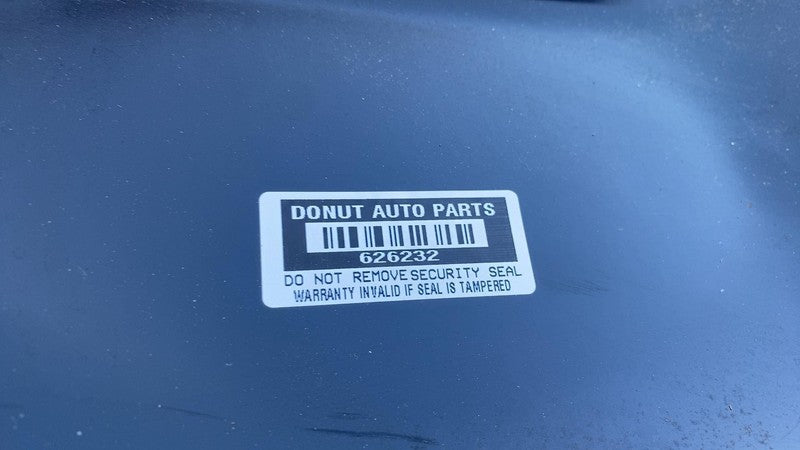 DONUT AUTO PARTS
626232
DO NOT REMOVE SECURITY SEAL
WARRANTY INVALID IF SEAL IS TAMPERED